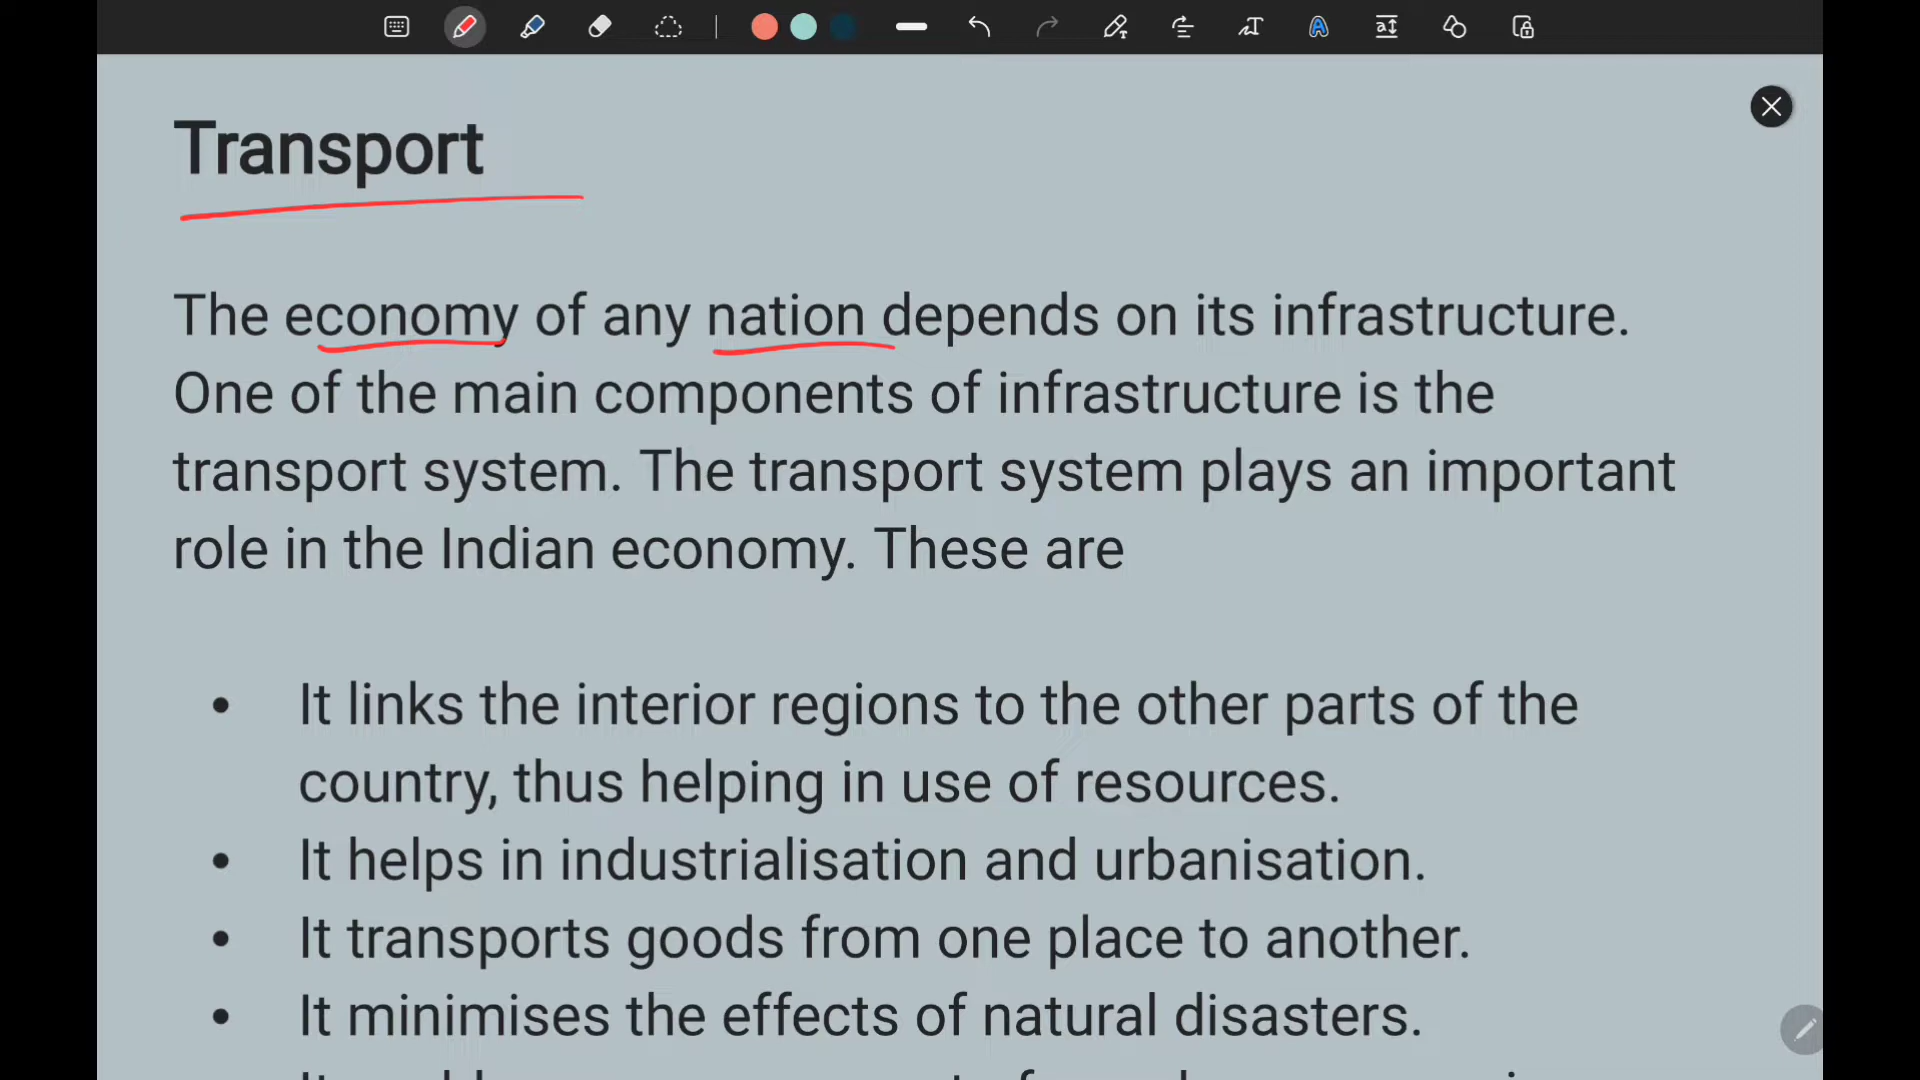 Transport
The economy of any nation depends on its infrastructure.
One of the main components of infrastructure is the
transport system. The transport system plays an important
role in the Indian economy. These are
• It links the interior regions to the other parts of the
country, thus helping in use of resources.
• It helps in industrialisation and urbanisation.
• It transports goods from one place to another.
• It minimises the effects of natural disasters.